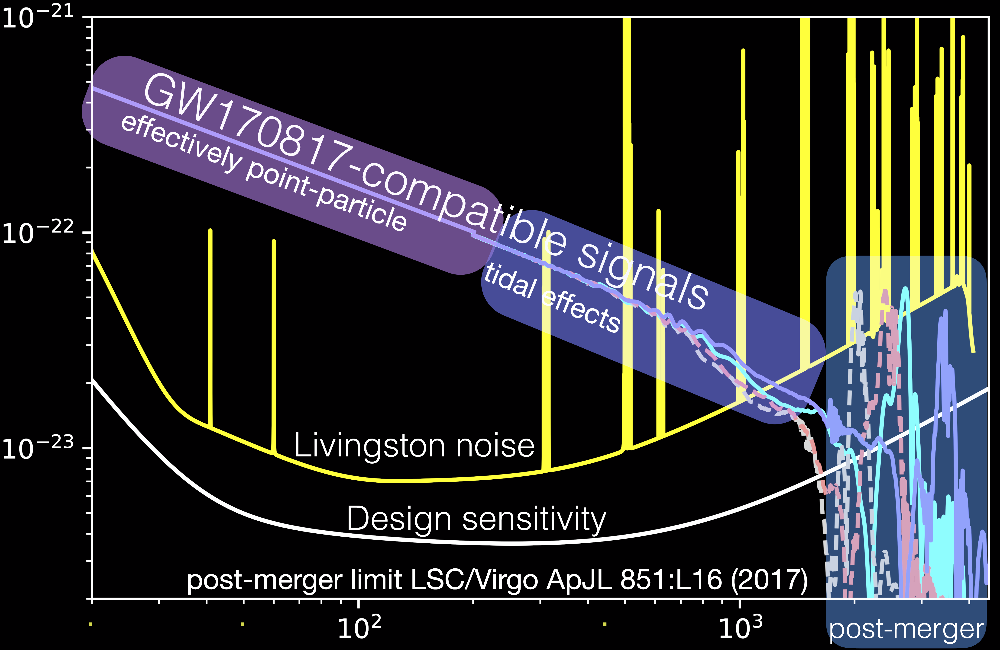 10⁻²¹
GW170817-compatible signals
effectively point-particle
10⁻²²
tidal effects
10⁻²³
Livingston noise
Design sensitivity
post-merger limit LSC/Virgo ApJL 851:L16 (2017)
10²
10³
post-merger